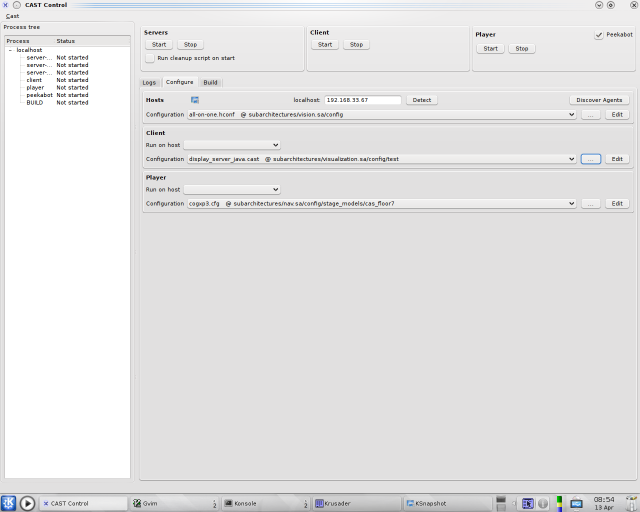 CAST Control
Cast
Process tree
Process Status
localhost
server-... Not started
server-... Not started
server-... Not started
client Not started
player Not started
peekabot Not started
BUILD Not started
Servers
Start Stop
Run cleanup script on start
Client
Start Stop
Player
Peekabot
Start Stop
Logs Configure Build
Hosts localhost: 192.168.33.67 Detect Discover Agents
Configuration all-on-one.hconf @ subarchitectures/vision.sa/config ... Edit
Client
Run on host
Configuration display_server_java.cast @ subarchitectures/visualization.sa/config/test ... Edit
Player
Run on host
Configuration cogxp3.cfg @ subarchitectures/nav.sa/config/stage_models/cas_floor7 ... Edit
CAST Control Gvim 2 Konsole 2 Krusader KSnapshot 08:54
13 Apr